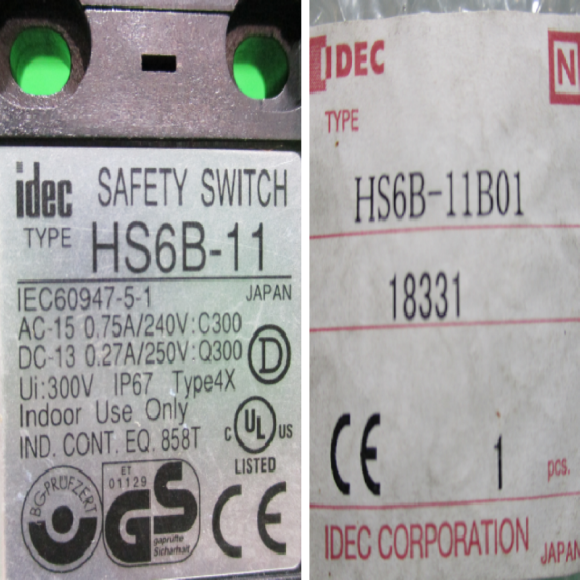 idec SAFETY SWITCH
TYPE HS6B-11
IEC60947-5-1 JAPAN
AC-15 0.75A/240V:C300
DC-13 0.27A/250V:Q300
D
Ui:300V IP67 Type4X
Indoor Use Only
IND. CONT. EQ. 858T
C UL US
LISTED
BG-PRÜFZERT
ET
01129
GS
geprüfte
Sicherheit
CE
IDEC
N
TYPE
HS6B-11B01
18331
CE 1 pcs.
IDEC CORPORATION JAPAN